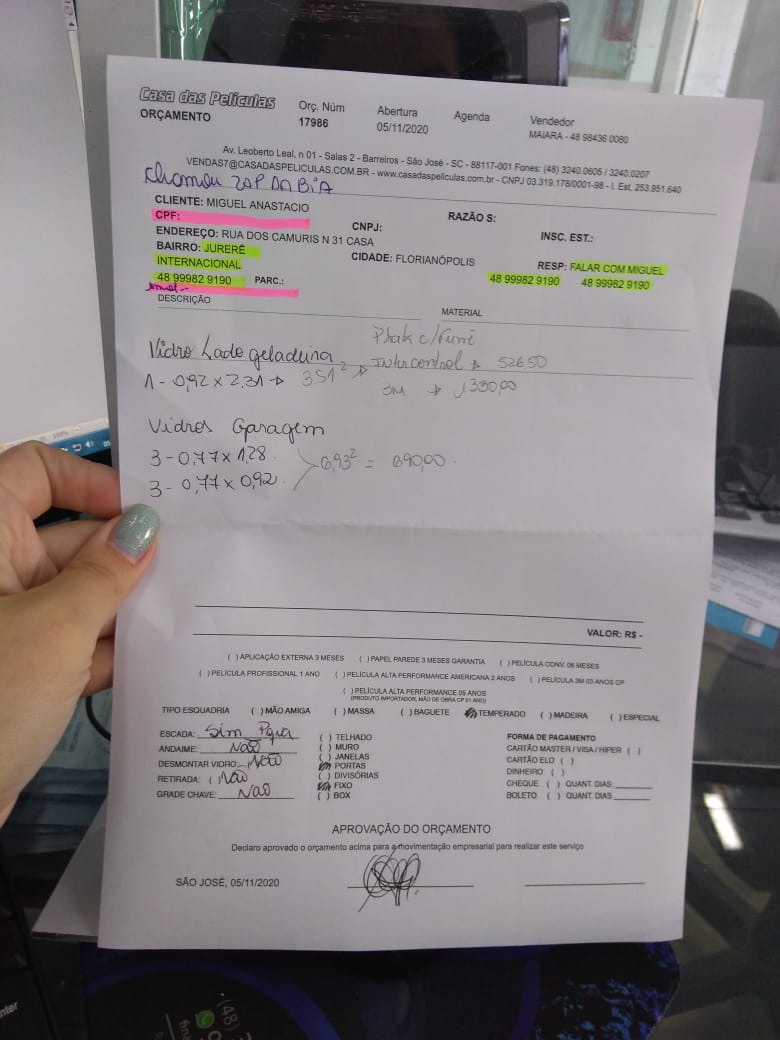 Casa das Películas
ORÇAMENTO
Orç. Núm
17986
Abertura
05/11/2020
Agenda
Vendedor
MAIARA - 48 98436 0080
Av. Leoberto Leal, n 01 - Salas 2 - Barreiros - São José - SC - 88117-001 Fones: (48) 3240.0605 / 3240.0207
VENDAS7@CASADASPELICULAS.COM.BR - www.casadaspeliculas.com.br - CNPJ 03.319.178/0001-98 - I. Est. 253.951.640
chamou ZAP DA BIA
CLIENTE: MIGUEL ANASTACIO
RAZÃO S:
CPF:
CNPJ:
INSC. EST.:
ENDEREÇO: RUA DOS CAMURIS N 31 CASA
BAIRRO: JURERÊ
INTERNACIONAL
CIDADE: FLORIANÓPOLIS
RESP: FALAR COM MIGUEL
48 99982 9190
PARC.:
48 99982 9190
48 99982 9190
DESCRIÇÃO
MATERIAL
Vidro Lado geladeira
Intercontrol → 526,50
1 - 0,92 x 2,31 → 3.51²
3M → 1330,00
Vidros Garagem
3 - 0,77 x 1,28
3 - 0,77 x 0,92
6,93² = 690,00
VALOR: R$ -
( ) APLICAÇÃO EXTERNA 3 MESES ( ) PAPEL PAREDE 3 MESES GARANTIA ( ) PELÍCULA CONV. 06 MESES
( ) PELÍCULA PROFISSIONAL 1 ANO ( ) PELÍCULA ALTA PERFORMANCE AMERICANA 2 ANOS ( ) PELÍCULA 3M 03 ANOS CP
( ) PELÍCULA ALTA PERFORMANCE 05 ANOS
(PRODUTO IMPORTADOR, MÃO DE OBRA CP 01 ANO)
TIPO ESQUADRIA ( ) MÃO AMIGA ( ) MASSA ( ) BAGUETE TEMPERADO ( ) MADEIRA ( ) ESPECIAL
ESCADA: Sim
ANDAIME: Não
DESMONTAR VIDRO: Não
RETIRADA: ( ) Não
GRADE CHAVE: Não
( ) TELHADO
( ) MURO
( ) JANELAS
PORTAS
( ) DIVISÓRIAS
FIXO
( ) BOX
FORMA DE PAGAMENTO
CARTÃO MASTER / VISA / HIPER ( )
CARTÃO ELO ( )
DINHEIRO ( )
CHEQUE ( ) QUANT. DIAS:
BOLETO ( ) QUANT. DIAS:
APROVAÇÃO DO ORÇAMENTO
Declaro aprovado o orçamento acima para a movimentação empresarial para realizar este serviço
SÃO JOSÉ, 05/11/2020